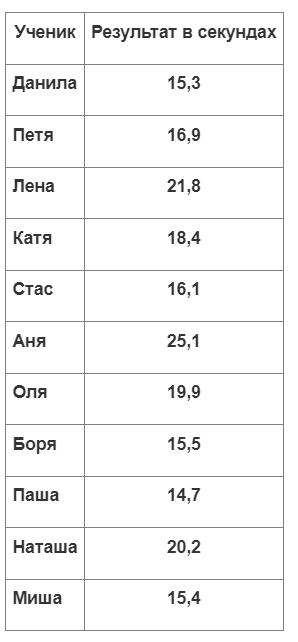 Ученик Результат в секундах
Данила 15,3
Петя 16,9
Лена 21,8
Катя 18,4
Стас 16,1
Аня 25,1
Оля 19,9
Боря 15,5
Паша 14,7
Наташа 20,2
Миша 15,4